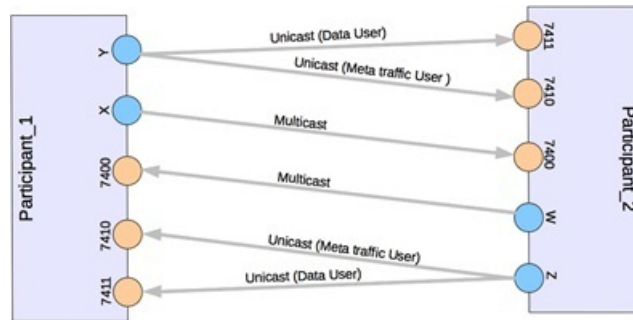 Participant_1
Y
X
7400
7410
7411
Unicast (Data User)
Unicast (Meta traffic User )
Multicast
Multicast
Unicast (Meta traffic User)
Unicast (Data User)
7411
7410
7400
W
Z
Participant_2